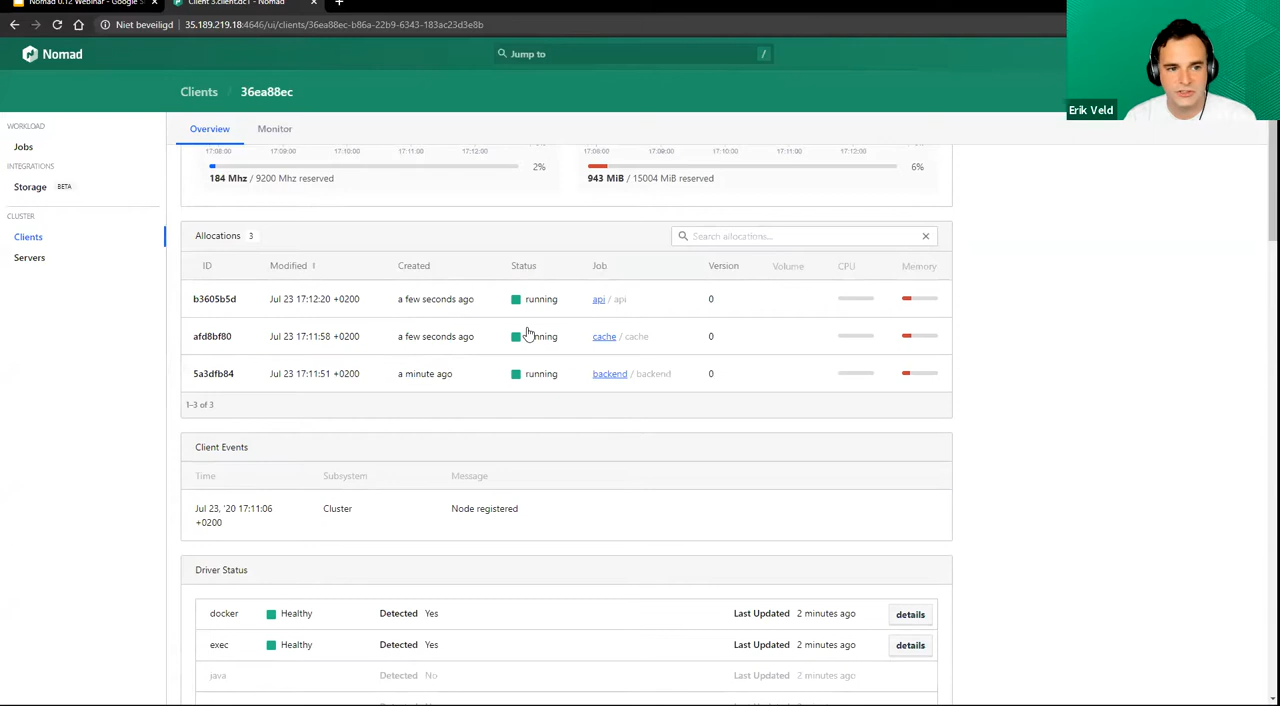 Nomad 0.12 Webinar - Google S
Client 3.client.dc1 - Nomad
Niet beveiligd 35.189.219.18:4646/ui/clients/36ea88ec-b86a-22b9-6343-183ac23d3e8b
Nomad
Jump to /
Clients / 36ea88ec
Erik Veld
WORKLOAD
Jobs
INTEGRATIONS
Storage BETA
CLUSTER
Clients
Servers
Overview Monitor
17:08:00 17:09:00 17:10:00 17:11:00 17:12:00
17:08:00 17:09:00 17:10:00 17:11:00 17:12:00
2%
184 Mhz / 9200 Mhz reserved
6%
943 MiB / 15004 MiB reserved
Allocations 3 Search allocations...
ID Modified Created Status Job Version Volume CPU Memory
b3605b5d Jul 23 17:12:20 +0200 a few seconds ago running api / api 0
afd8bf80 Jul 23 17:11:58 +0200 a few seconds ago running cache / cache 0
5a3dfb84 Jul 23 17:11:51 +0200 a minute ago running backend / backend 0
1–3 of 3
Client Events
Time Subsystem Message
Jul 23, '20 17:11:06
+0200
Cluster Node registered
Driver Status
docker Healthy Detected Yes Last Updated 2 minutes ago details
exec Healthy Detected Yes Last Updated 2 minutes ago details
java Detected No Last Updated 2 minutes ago